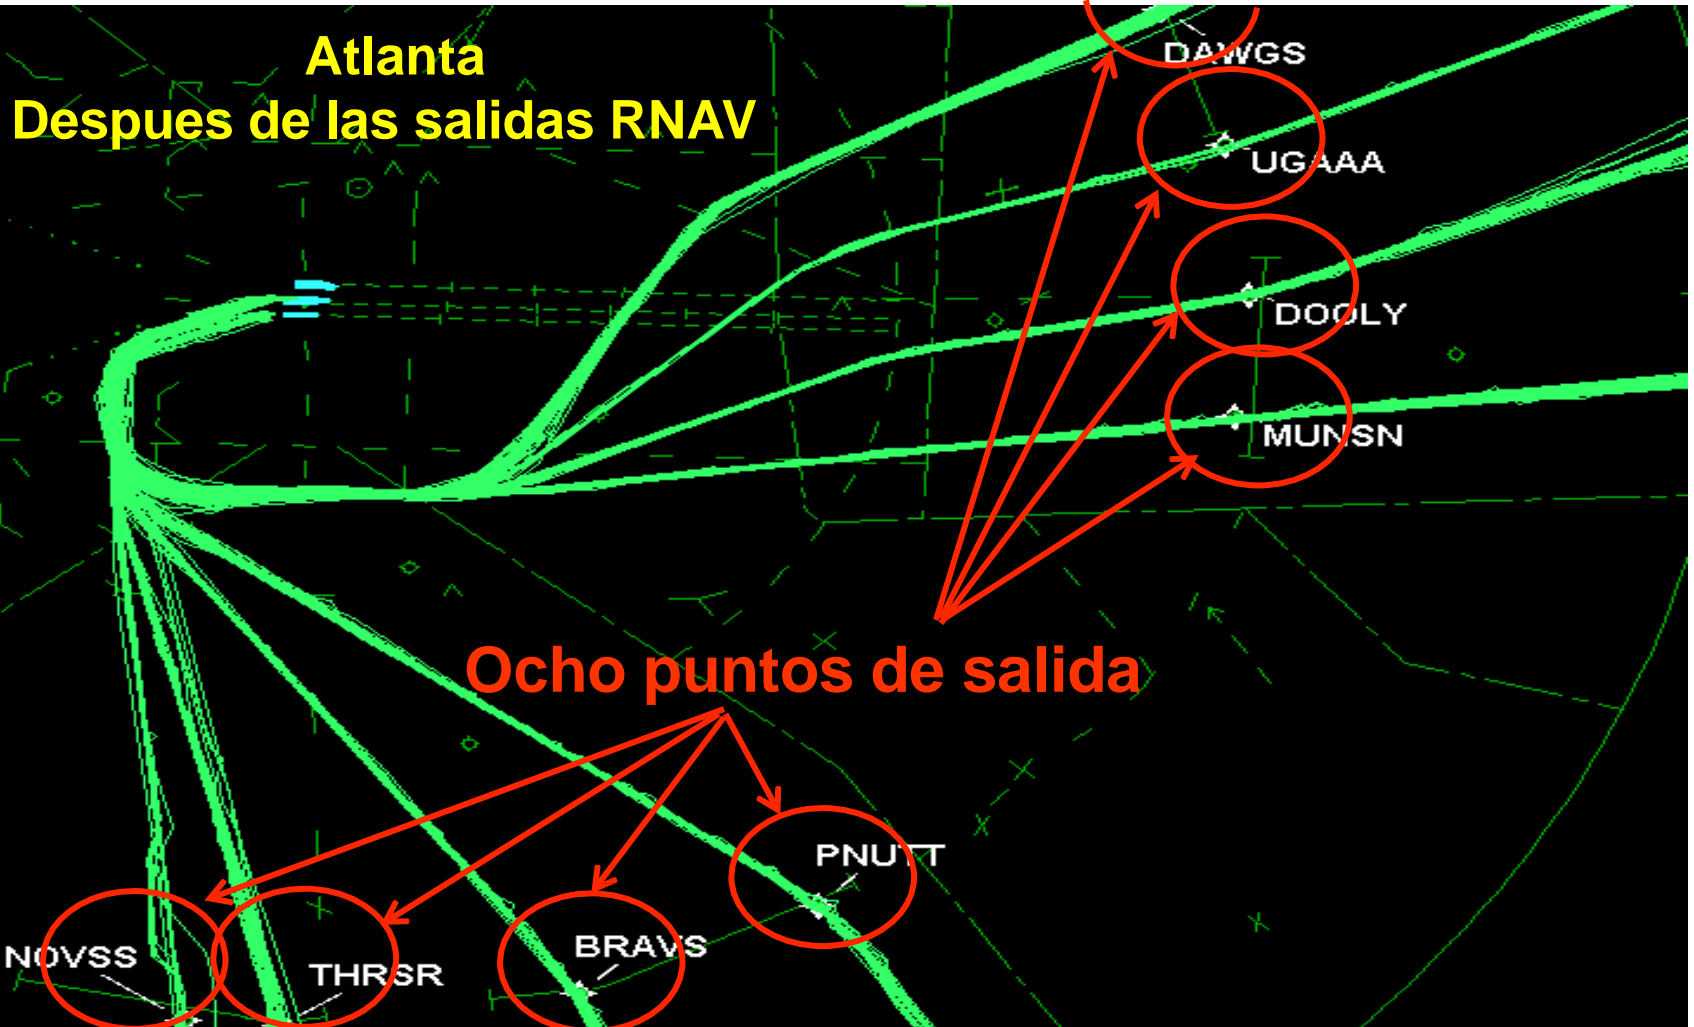 Atlanta
Despues de las salidas RNAV
DAWGS
UGAAA
DOOLY
MUNSN
Ocho puntos de salida
PNUTT
BRAVS
NOVSS
THRSR